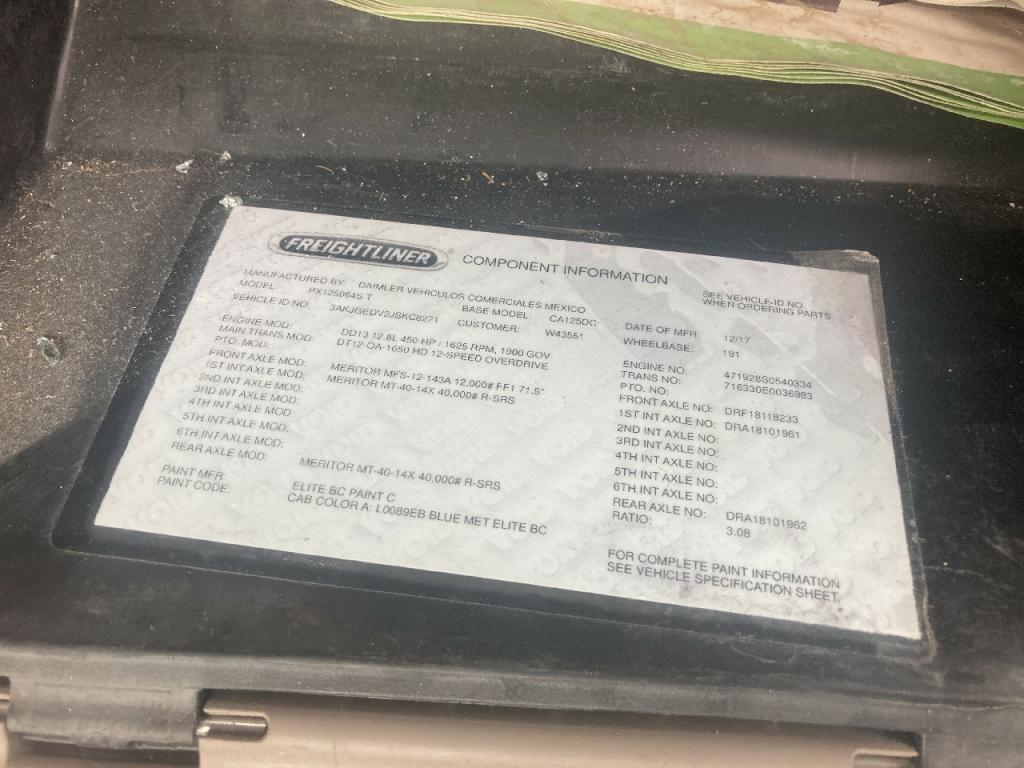 FREIGHTLINER COMPONENT INFORMATION
SEE VEHICLE ID NO.
WHEN ORDERING PARTS
MANUFACTURED BY: DAIMLER VEHICULOS COMERCIALES MEXICO
MODEL: PX125064S T BASE MODEL: CA125DC
VEHICLE ID NO: 3AKJGEDV2JSKC8271 CUSTOMER: W43551
DATE OF MFR: 12/17
WHEELBASE: 191
ENGINE MOD: DD13 12.8L 450 HP / 1625 RPM, 1900 GOV
MAIN TRANS MOD: DT12-OA-1650 HD 12-SPEED OVERDRIVE
PTO. MOD:
FRONT AXLE MOD: MERITOR MFS-12-143A 12,000# FF1 71.5"
1ST INT AXLE MOD: MERITOR MT-40-14X 40,000# R-SRS
2ND INT AXLE MOD:
3RD INT AXLE MOD:
4TH INT AXLE MOD:
5TH INT AXLE MOD:
6TH INT AXLE MOD:
REAR AXLE MOD: MERITOR MT-40-14X 40,000# R-SRS
ENGINE NO: 471928S0540334
TRANS NO: 716330E0036983
PTO. NO:
FRONT AXLE NO: DRF18118233
1ST INT AXLE NO: DRA18101961
2ND INT AXLE NO:
3RD INT AXLE NO:
4TH INT AXLE NO:
5TH INT AXLE NO:
6TH INT AXLE NO:
REAR AXLE NO: DRA18101962
RATIO: 3.08
PAINT MFR: ELITE BC PAINT C
PAINT CODE: CAB COLOR A: L0089EB BLUE MET ELITE BC
FOR COMPLETE PAINT INFORMATION
SEE VEHICLE SPECIFICATION SHEET.